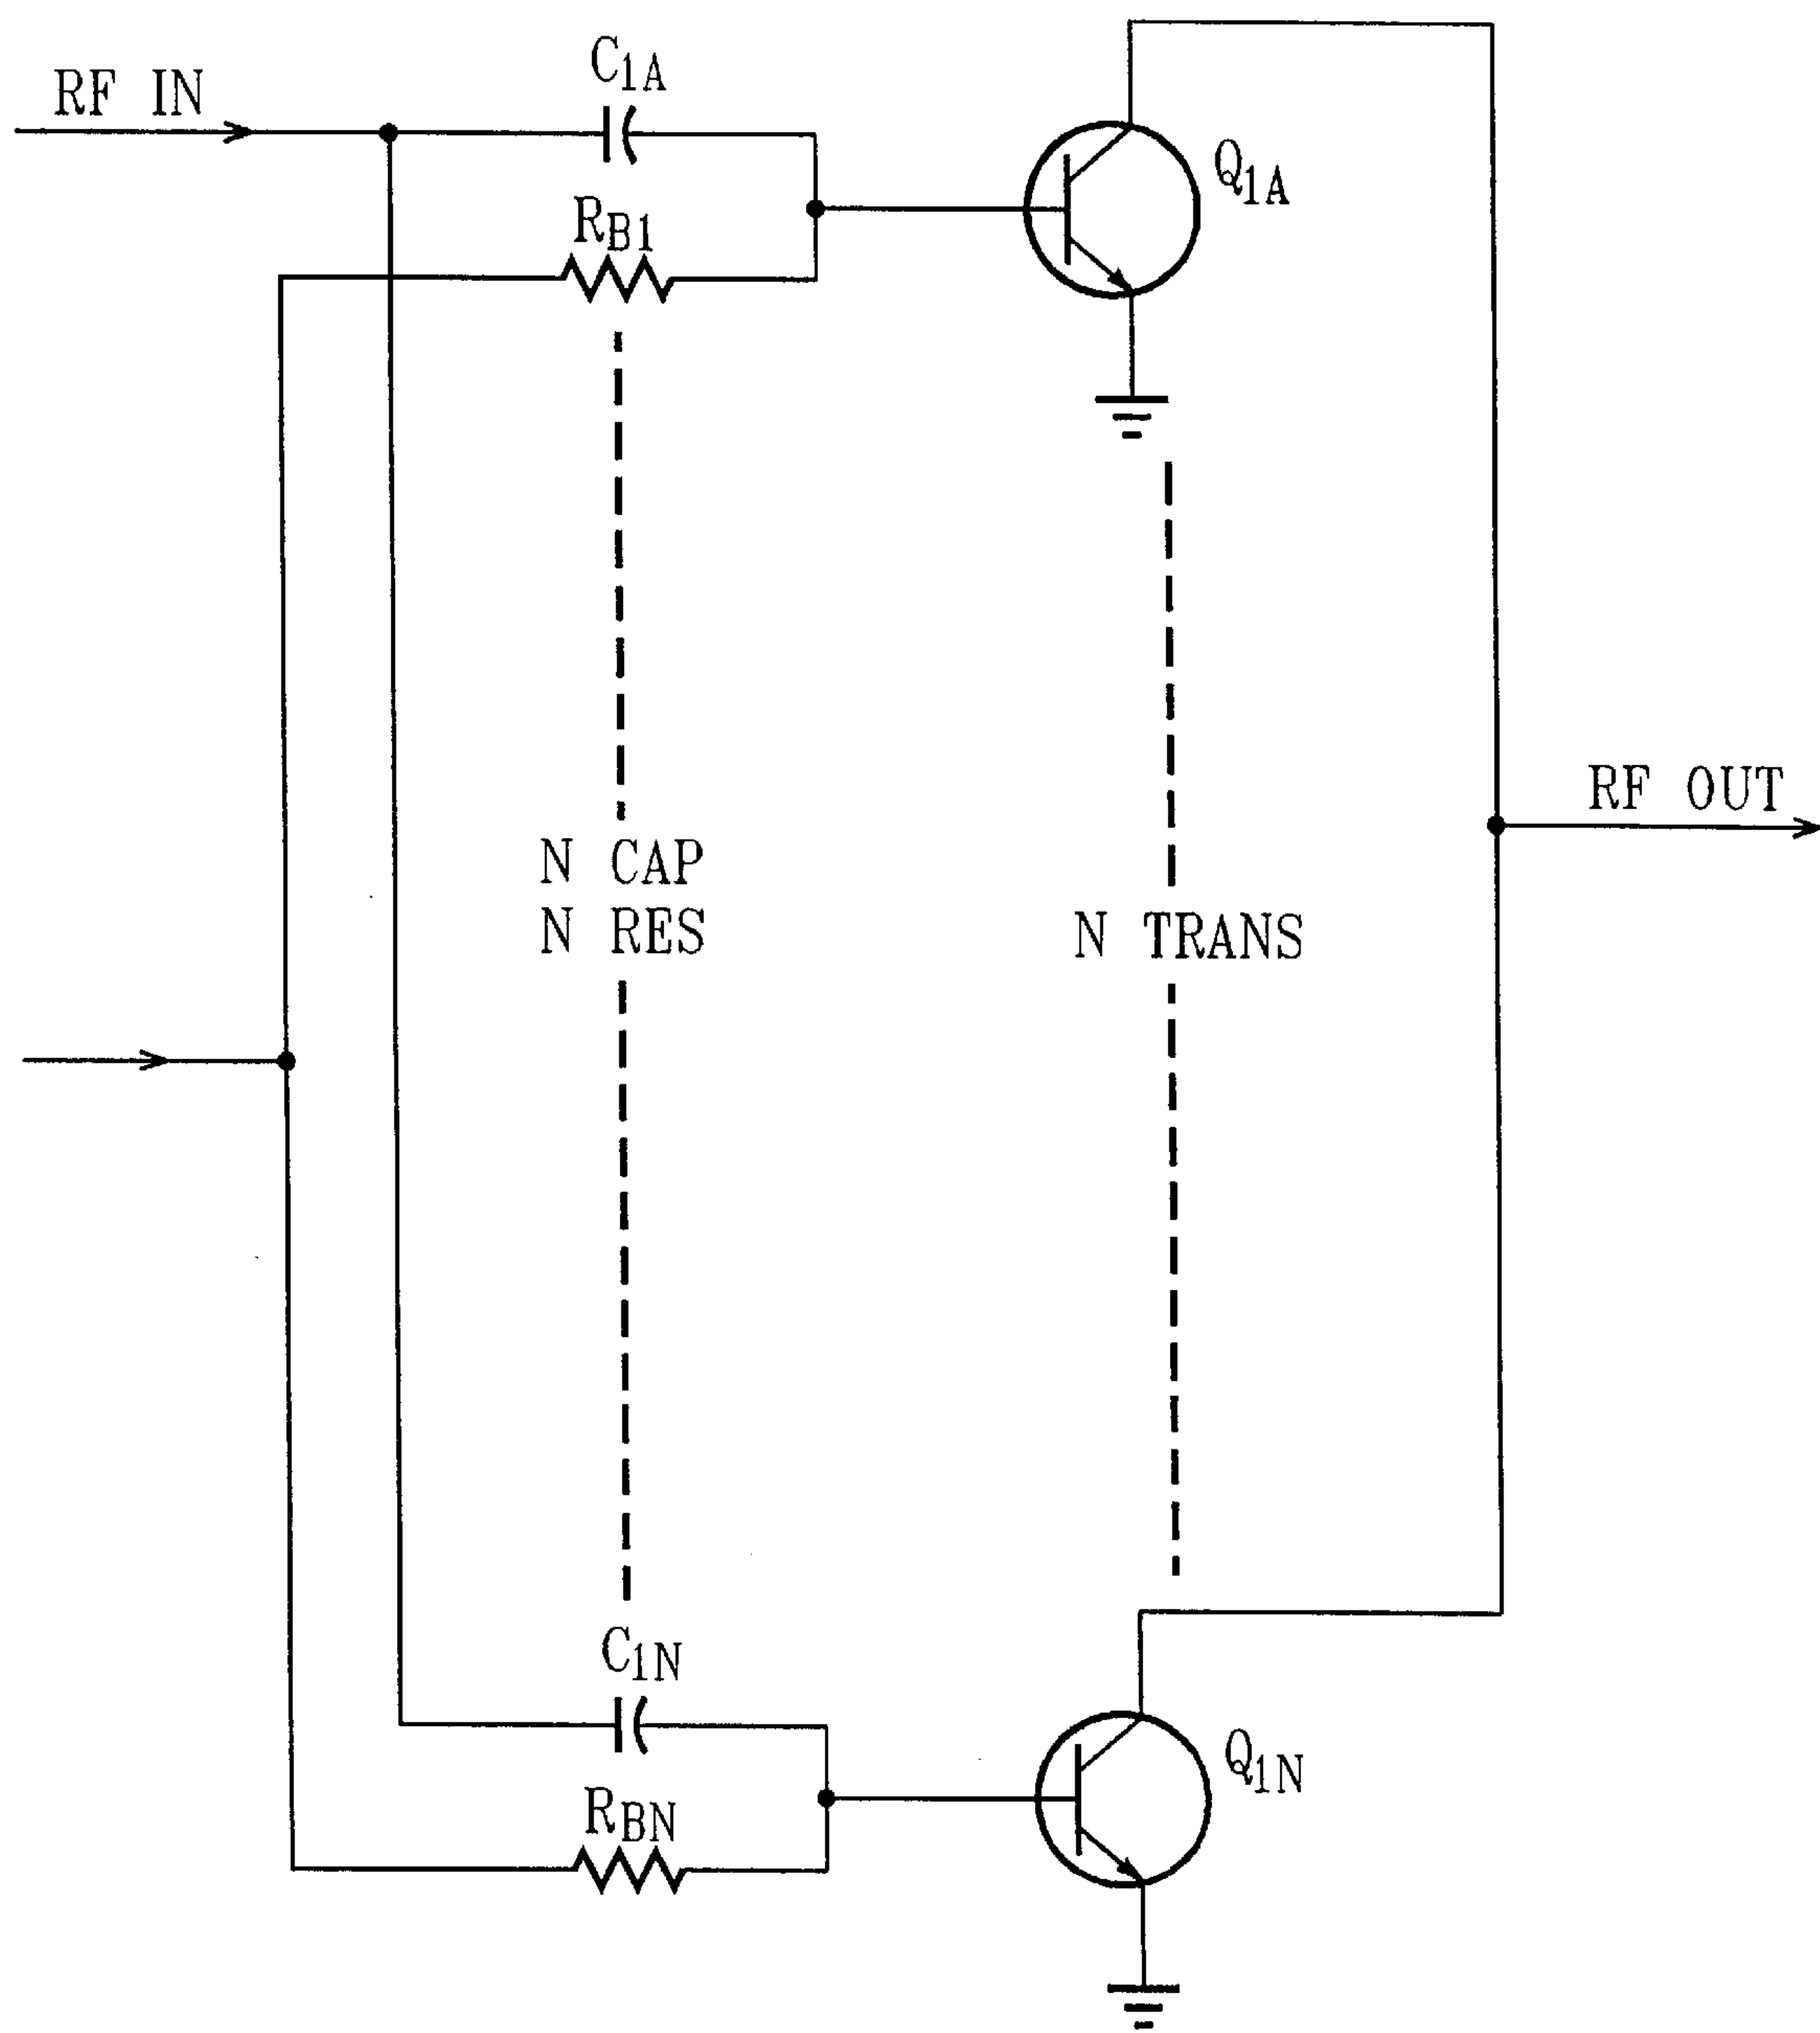 RF IN
C1A
Q1A
RB1
RF OUT
N CAP
N RES
N TRANS
C1N
Q1N
RBN